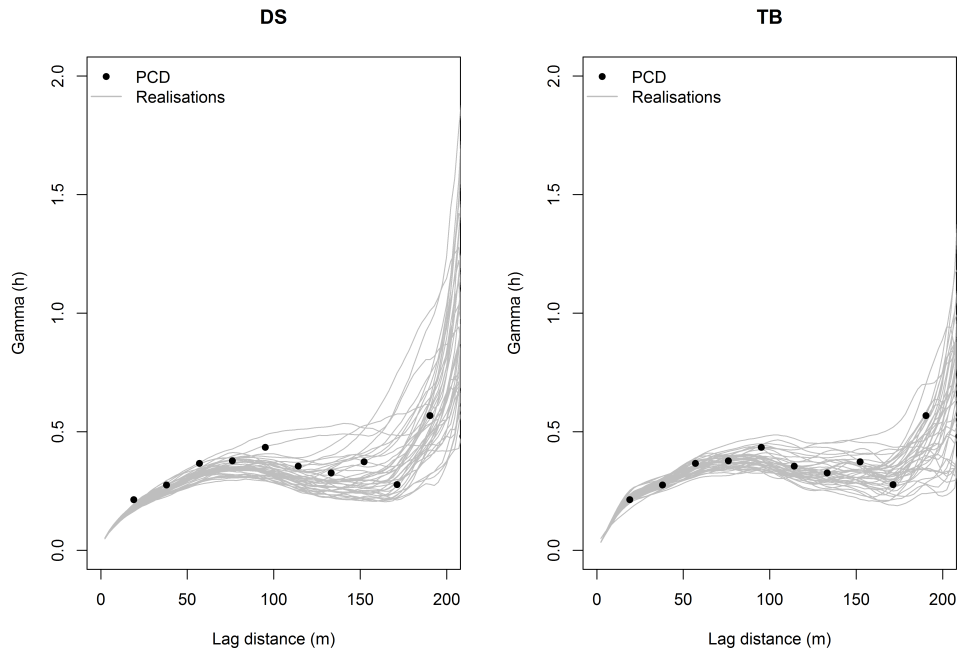 DS
PCD
Realisations
2.0
1.5
1.0
0.5
0.0
Gamma (h)
0 50 100 150 200
Lag distance (m)
TB
PCD
Realisations
2.0
1.5
1.0
0.5
0.0
Gamma (h)
0 50 100 150 200
Lag distance (m)